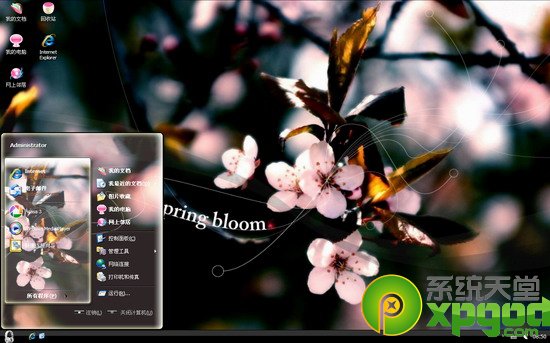 我的文档
回收站
我的电脑
Internet
Explorer
网上邻居
Administrator
Internet
电子邮件
所有程序(P)
我的文档
我最近的文档(D)
图片收藏
我的电脑
网上邻居
控制面板(C)
管理工具
网络连接
打印机和传真
运行(R)...
注销(L)
关闭计算机(U)
pring bloom
系统天堂
xpgod